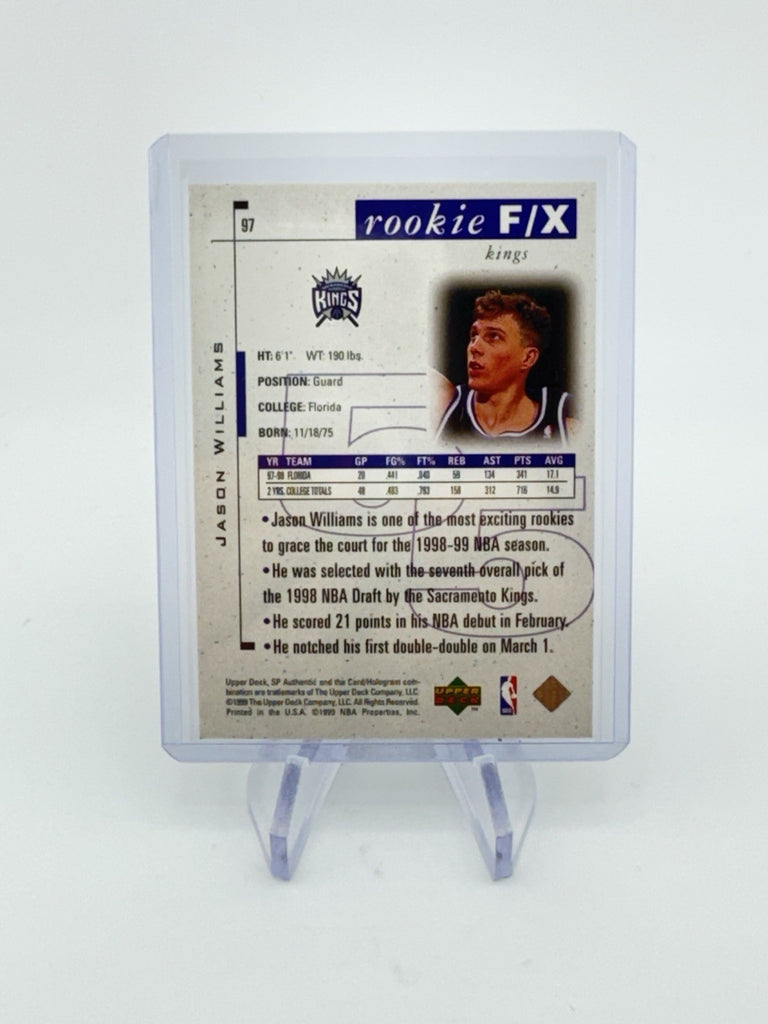 97
rookie F/X
kings
KINGS
HT: 6'1" WT: 190 lbs.
POSITION: Guard
COLLEGE: Florida
BORN: 11/18/75
JASON WILLIAMS
55
YR TEAM GP FG% FT% REB AST PTS AVG
97-98 FLORIDA 20 .441 .840 59 134 341 17.1
2 YRS. COLLEGE TOTALS 48 .483 .793 158 312 716 14.9
•Jason Williams is one of the most exciting rookies
to grace the court for the 1998-99 NBA season.
•He was selected with the seventh overall pick of
the 1998 NBA Draft by the Sacramento Kings.
•He scored 21 points in his NBA debut in February.
•He notched his first double-double on March 1.
Upper Deck, SP Authentic and the Card/Hologram com-
bination are trademarks of The Upper Deck Company, LLC
©1999 The Upper Deck Company, LLC. All Rights Reserved.
Printed in the U.S.A. ©1999 NBA Properties, Inc.
UPPER
DECK
TM